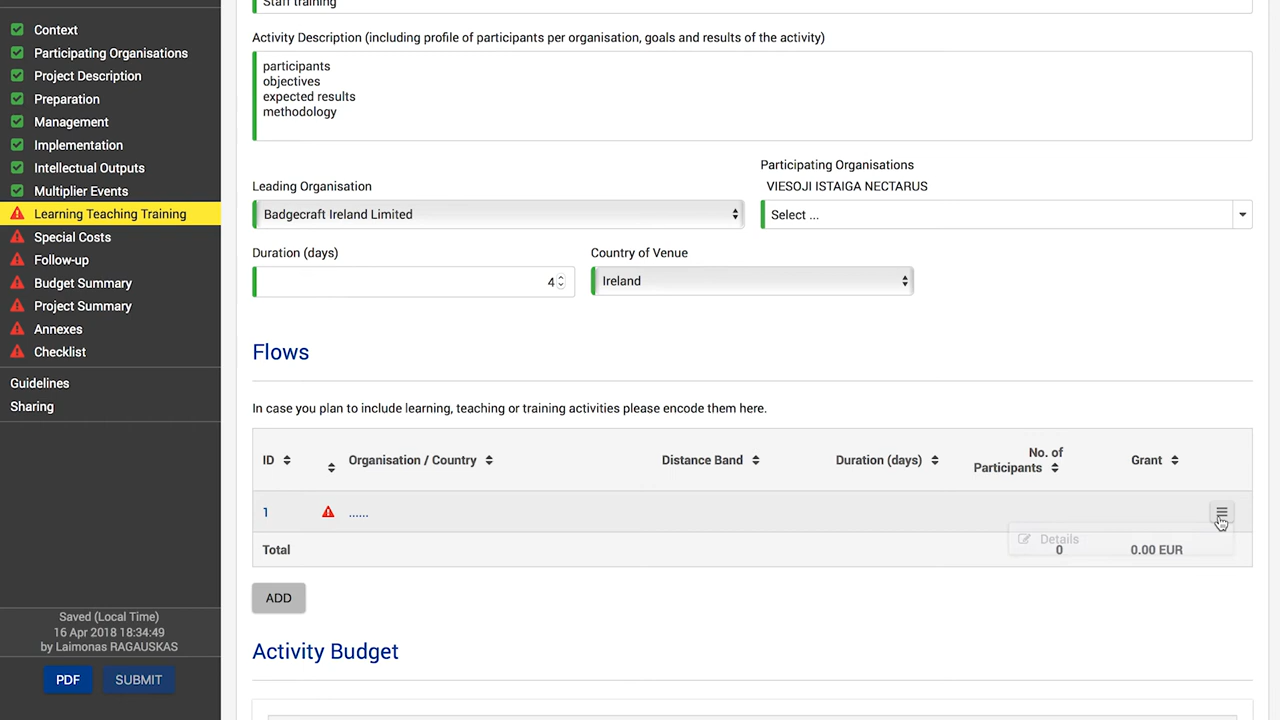 Context
Participating Organisations
Project Description
Preparation
Management
Implementation
Intellectual Outputs
Multiplier Events
Learning Teaching Training
Special Costs
Follow-up
Budget Summary
Project Summary
Annexes
Checklist
Guidelines
Sharing
Saved (Local Time)
16 Apr 2018 18:34:49
by Laimonas RAGAUSKAS
PDF
SUBMIT
Staff training
Activity Description (including profile of participants per organisation, goals and results of the activity)
participants
objectives
expected results
methodology
Leading Organisation
Badgecraft Ireland Limited
Participating Organisations
VIESOJI ISTAIGA NECTARUS
Select ...
Duration (days)
4
Country of Venue
Ireland
Flows
In case you plan to include learning, teaching or training activities please encode them here.
ID Organisation / Country Distance Band Duration (days) No. of Participants Grant
1 ......
Details
Total 0 0.00 EUR
ADD
Activity Budget